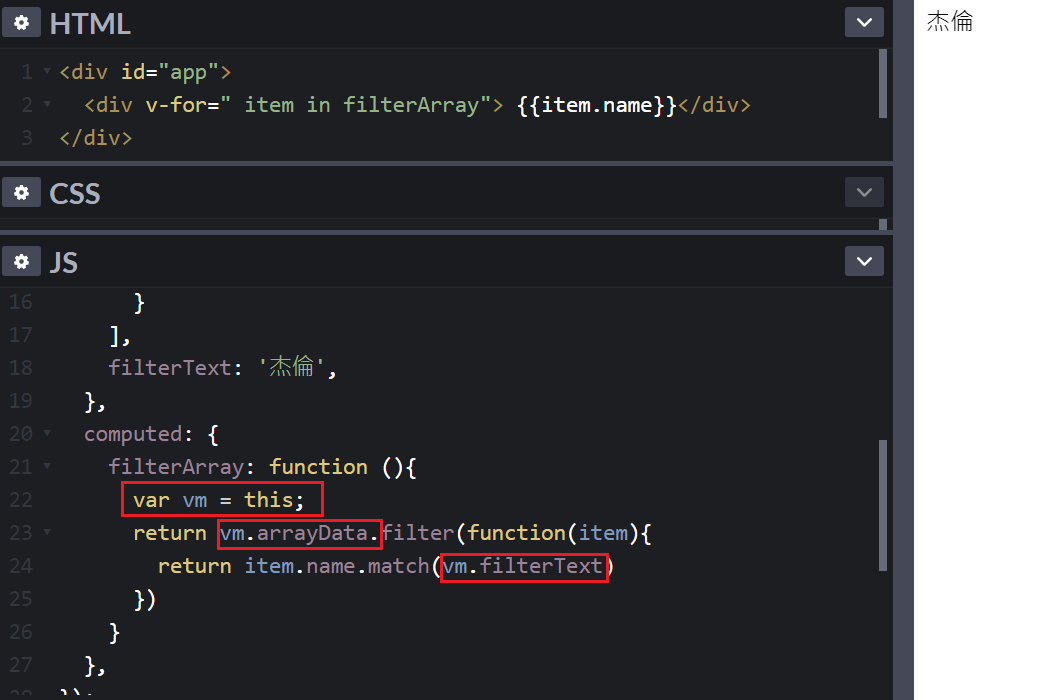 HTML
1 <div id="app">
2 <div v-for=" item in filterArray"> {{item.name}}</div>
3 </div>
CSS
JS
16 }
17 ],
18 filterText: '杰倫',
19 },
20 computed: {
21 filterArray: function (){
22 var vm = this;
23 return vm.arrayData.filter(function(item){
24 return item.name.match(vm.filterText)
25 })
26 }
27 },
28 });
杰倫